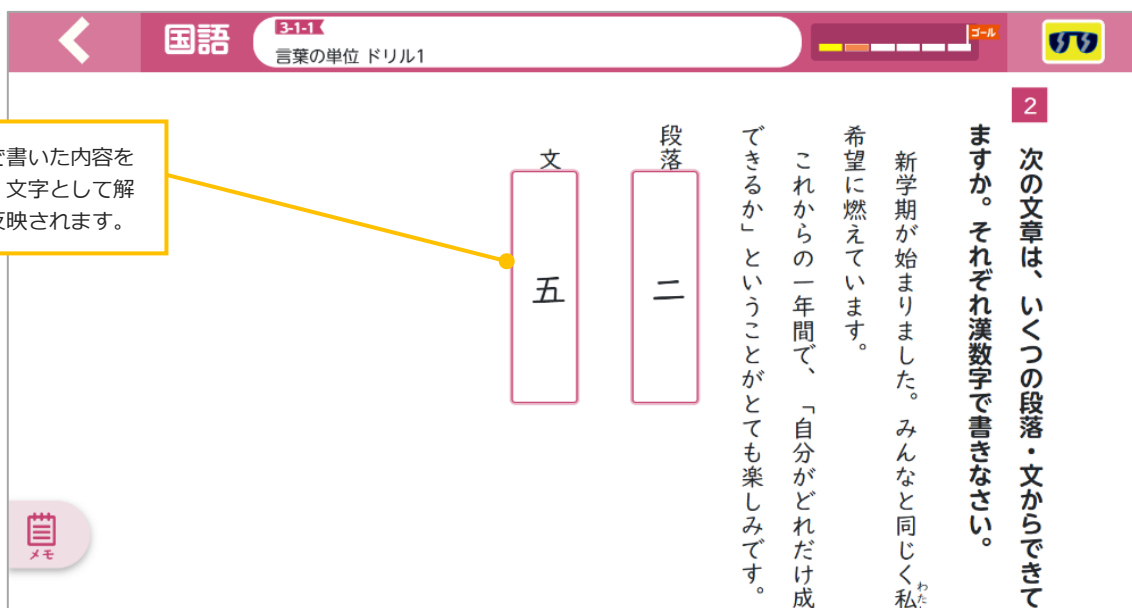 国語
3-1-1
言葉の単位 ドリル1
ゴール
2
次の文章は、いくつの段落・文からできて
ますか。それぞれ漢数字で書きなさい。
新学期が始まりました。みんなと同じく私
わた
希望に燃えています。
これからの一年間で、「自分がどれだけ成
できるか」ということがとても楽しみです。
段落
二
文
五
で書いた内容を
文字として解
反映されます。
メモ